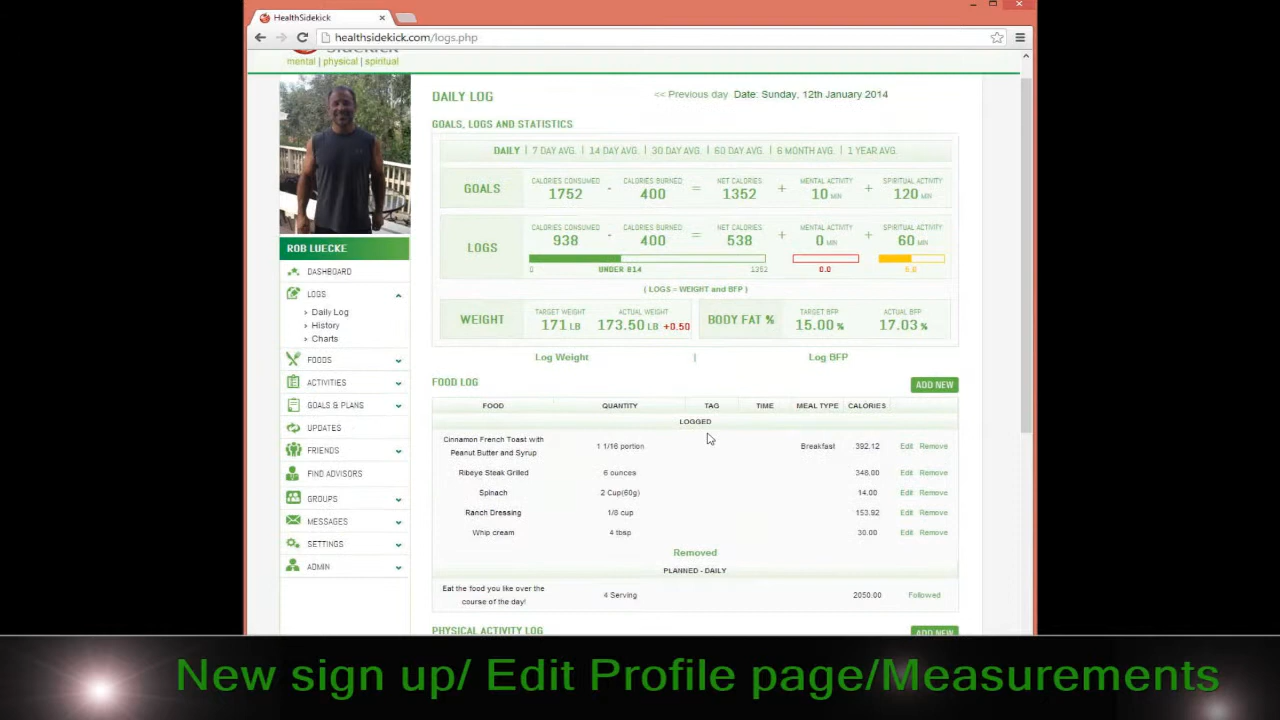 HealthSidekick
healthsidekick.com/logs.php
mental | physical | spiritual
DAILY LOG
<< Previous day Date: Sunday, 12th January 2014
GOALS, LOGS AND STATISTICS
DAILY | 7 DAY AVG. | 14 DAY AVG. | 30 DAY AVG. | 60 DAY AVG. | 6 MONTH AVG. | 1 YEAR AVG.
CALORIES CONSUMED CALORIES BURNED NET CALORIES MENTAL ACTIVITY SPIRITUAL ACTIVITY
GOALS 1752 - 400 = 1352 + 10 MIN + 120 MIN
CALORIES CONSUMED CALORIES BURNED NET CALORIES MENTAL ACTIVITY SPIRITUAL ACTIVITY
LOGS 938 - 400 = 538 + 0 MIN + 60 MIN
0 UNDER 814 1352 0.0
( LOGS = WEIGHT and BFP )
TARGET WEIGHT ACTUAL WEIGHT TARGET BFP ACTUAL BFP
WEIGHT 171 LB 173.50 LB +0.50 BODY FAT % 15.00 % 17.03 %
Log Weight | Log BFP
ROB LUECKE
DASHBOARD
LOGS
Daily Log
History
Charts
FOODS
ACTIVITIES
GOALS & PLANS
UPDATES
FRIENDS
FIND ADVISORS
GROUPS
MESSAGES
SETTINGS
ADMIN
FOOD LOG ADD NEW
FOOD QUANTITY TAG TIME MEAL TYPE CALORIES
LOGGED
Cinnamon French Toast with
Peanut Butter and Syrup 1 1/16 portion Breakfast 392.12 Edit Remove
Ribeye Steak Grilled 6 ounces 348.00 Edit Remove
Spinach 2 Cup(60g) 14.00 Edit Remove
Ranch Dressing 1/8 cup 153.92 Edit Remove
Whip cream 4 tbsp 30.00 Edit Remove
Removed
PLANNED - DAILY
Eat the food you like over the
course of the day! 4 Serving 2050.00 Followed
PHYSICAL ACTIVITY LOG ADD NEW
New sign up/ Edit Profile page/Measurements